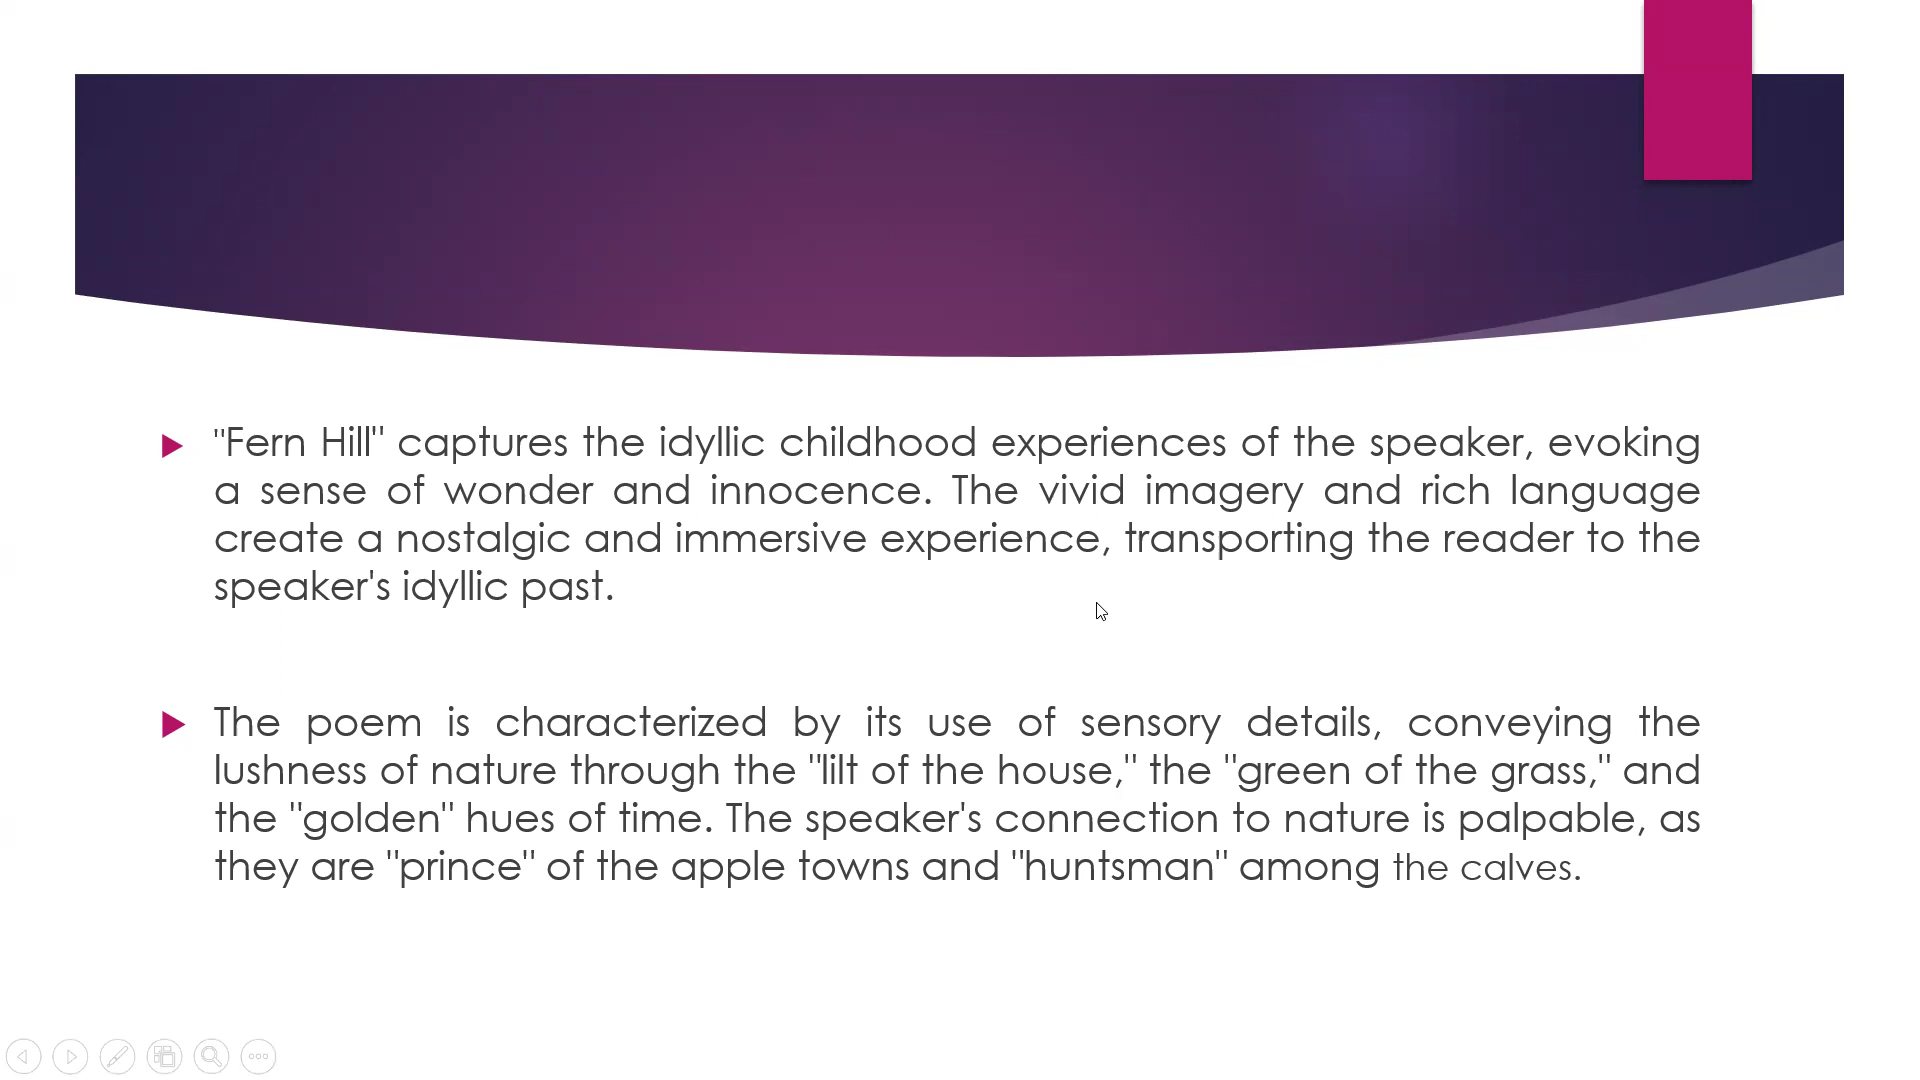 "Fern Hill" captures the idyllic childhood experiences of the speaker, evoking
a sense of wonder and innocence. The vivid imagery and rich language
create a nostalgic and immersive experience, transporting the reader to the
speaker's idyllic past.
The poem is characterized by its use of sensory details, conveying the
lushness of nature through the "lilt of the house," the "green of the grass," and
the "golden" hues of time. The speaker's connection to nature is palpable, as
they are "prince" of the apple towns and "huntsman" among the calves.